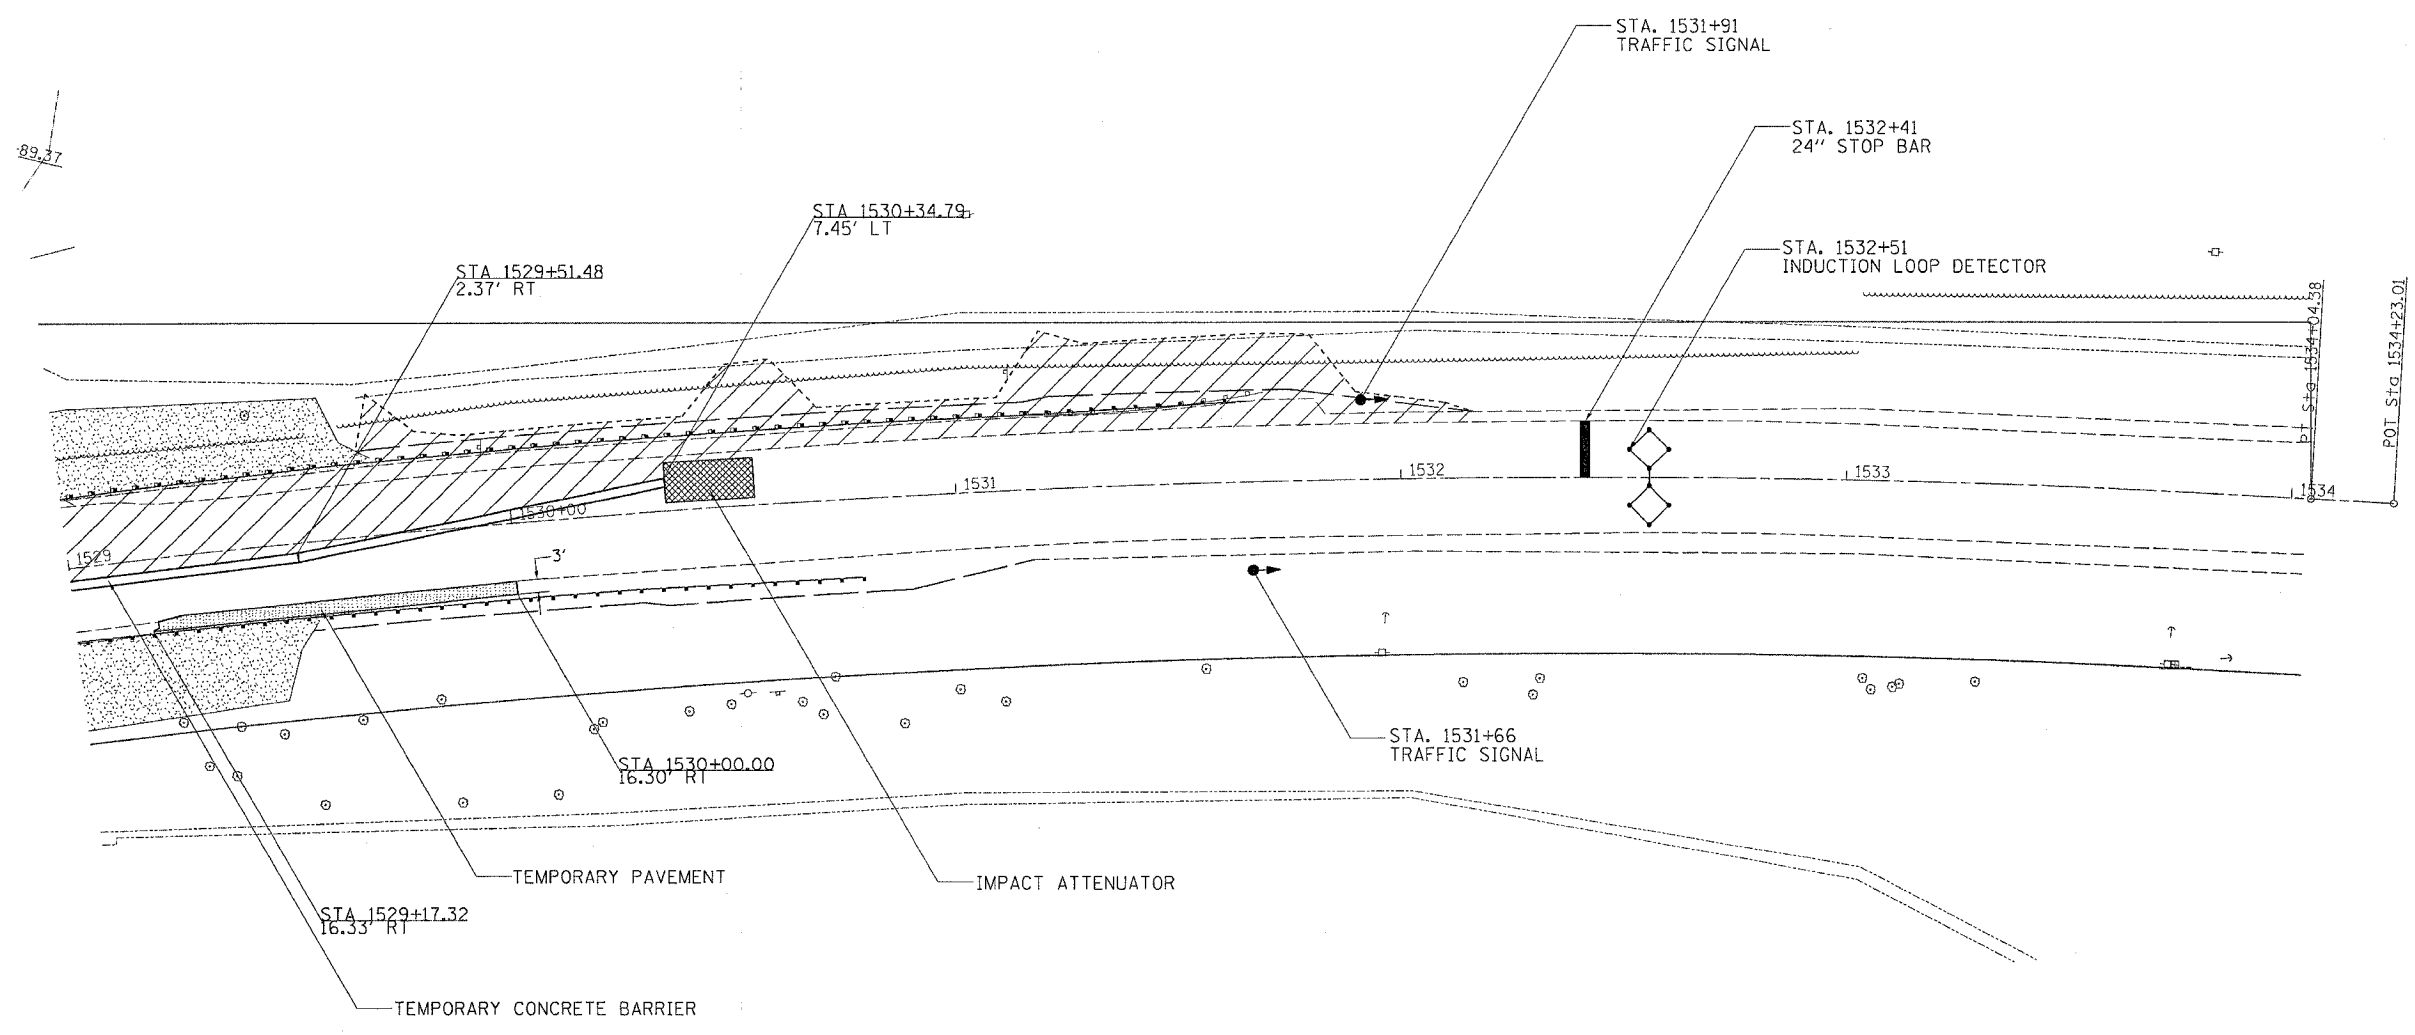 STA. 1531+91
TRAFFIC SIGNAL
STA. 1532+41
24" STOP BAR
89.37
STA 1530+34.79
7.45' LT
STA. 1532+51
INDUCTION LOOP DETECTOR
STA 1529+51.48
2.37' RT
PT Sta 1534+04.38
POT Sta 1534+23.01
1529
1530+00
1531
1532
1533
1534
3'
STA. 1531+66
TRAFFIC SIGNAL
STA 1530+00.00
16.30' RT
TEMPORARY PAVEMENT
IMPACT ATTENUATOR
STA 1529+17.32
16.33' RT
TEMPORARY CONCRETE BARRIER